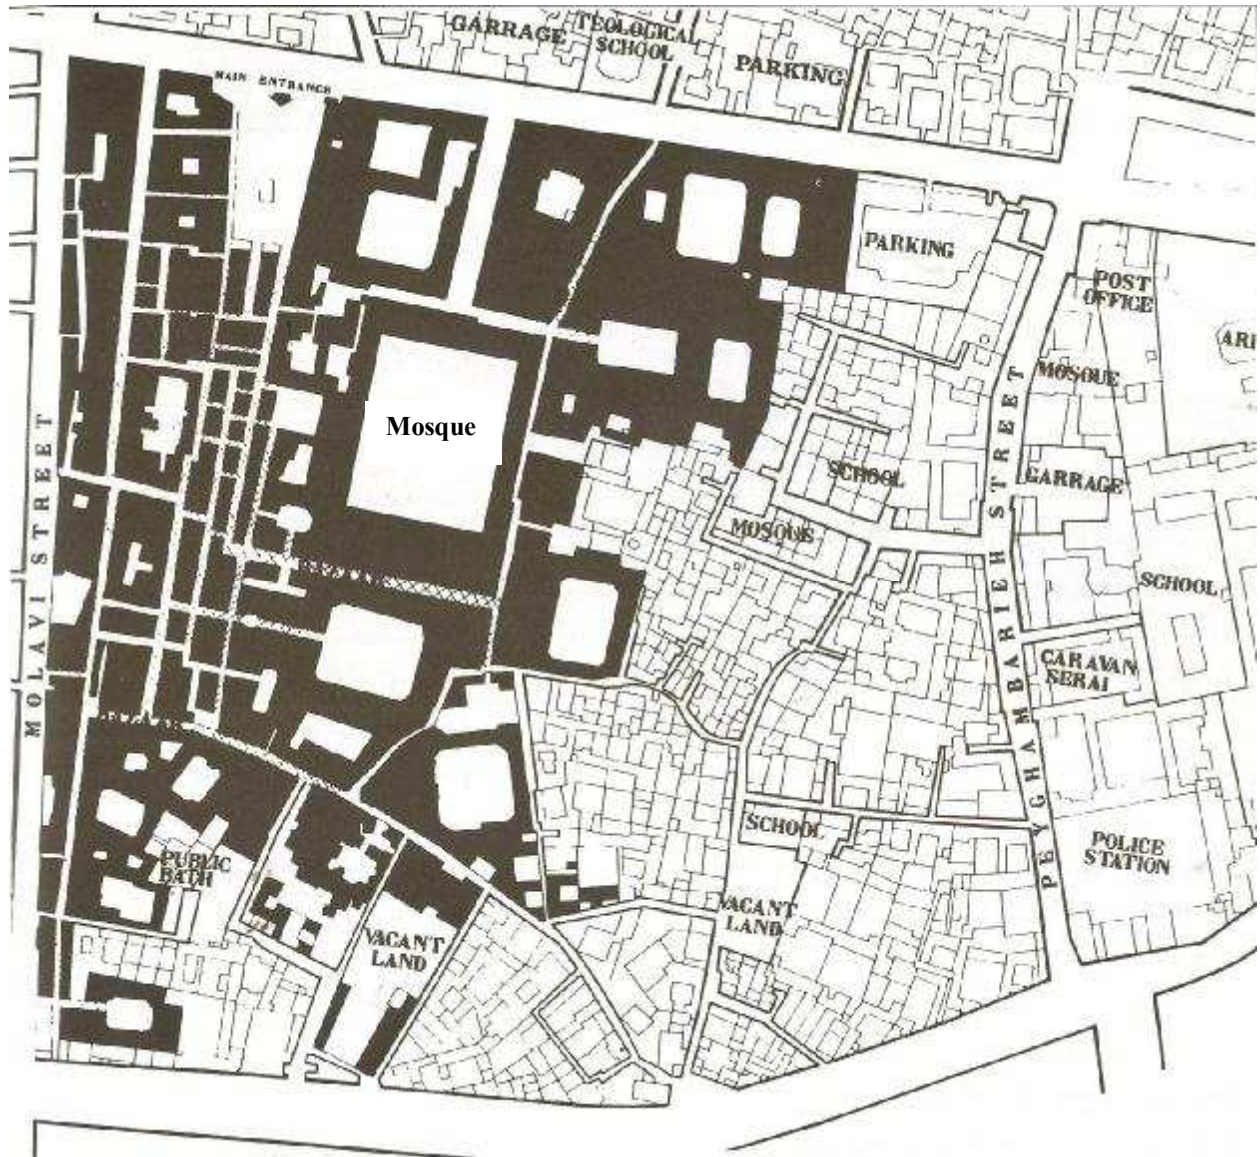 GARRAGE
TEOLOGICAL
SCHOOL
PARKING
MAIN ENTRANCE
PARKING
POST
OFFICE
ARI
MOSQUE
Mosque
SCHOOL
GARRAGE
MOSQUE
SCHOOL
MOLAVI STREET
PEYGHAMBARIEH STREET
CARAVAN
SERAI
SCHOOL
POLICE
STATION
PUBLIC
BATH
VACANT
LAND
VACANT
LAND